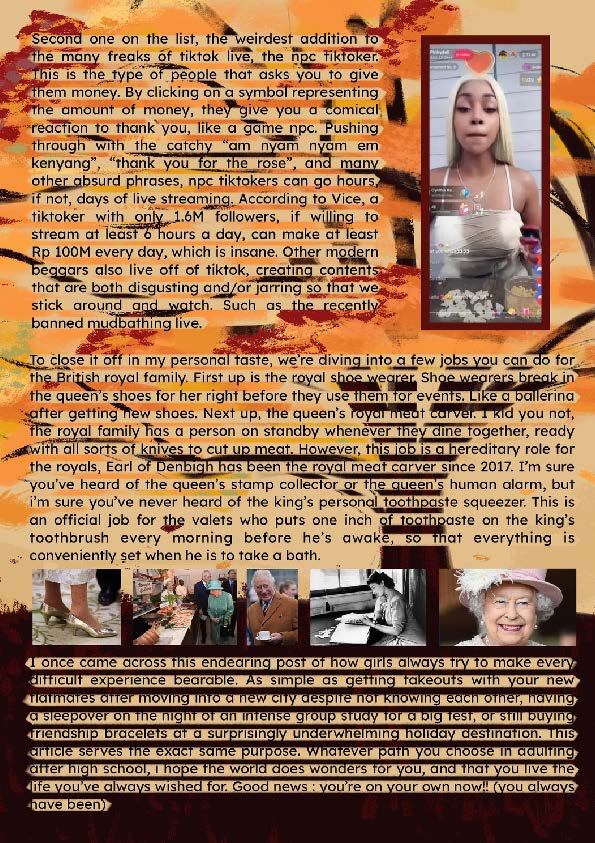 Second one on the list, the weirdest addition to
the many freaks of tiktok live, the npc tiktoker.
This is the type of people that asks you to give
them money. By clicking on a symbol representing
the amount of money, they give you a comical
reaction to thank you, like a game npc. Pushing
through with the catchy “am nyam nyam em
kenyang”, “thank you for the rose”, and many
other absurd phrases, npc tiktokers can go hours,
if not, days of live streaming. According to Vice, a
tiktoker with only 1.6M followers, if willing to
stream at least 6 hours a day, can make at least
Rp 100M every day, which is insane. Other modern
beggars also live off of tiktok, creating contents
that are both disgusting and/or jarring so that we
stick around and watch. Such as the recently
banned mudbathing live.
To close it off in my personal taste, we’re diving into a few jobs you can do for
the British royal family. First up is the royal shoe wearer. Shoe wearers break in
the queen’s shoes for her right before they use them for events. Like a ballerina
after getting new shoes. Next up, the queen’s royal meat carver. I kid you not,
the royal family has a person on standby whenever they dine together, ready
with all sorts of knives to cut up meat. However, this job is a hereditary role for
the royals, Earl of Denbigh has been the royal meat carver since 2017. I’m sure
you’ve heard of the queen’s stamp collector or the queen’s human alarm, but
i’m sure you’ve never heard of the king’s personal toothpaste squeezer. This is
an official job for the valets who puts one inch of toothpaste on the king’s
toothbrush every morning before he’s awake, so that everything is
conveniently set when he is to take a bath.
I once came across this endearing post of how girls always try to make every
difficult experience bearable. As simple as getting takeouts with your new
flatmates after moving into a new city despite not knowing each other, having
a sleepover on the night of an intense group study for a big test, or still buying
friendship bracelets at a surprisingly underwhelming holiday destination. This
article serves the exact same purpose. Whatever path you choose in adulting
after high school, i hope the world does wonders for you, and that you live the
life you’ve always wished for. Good news : you’re on your own now!! (you always
have been)